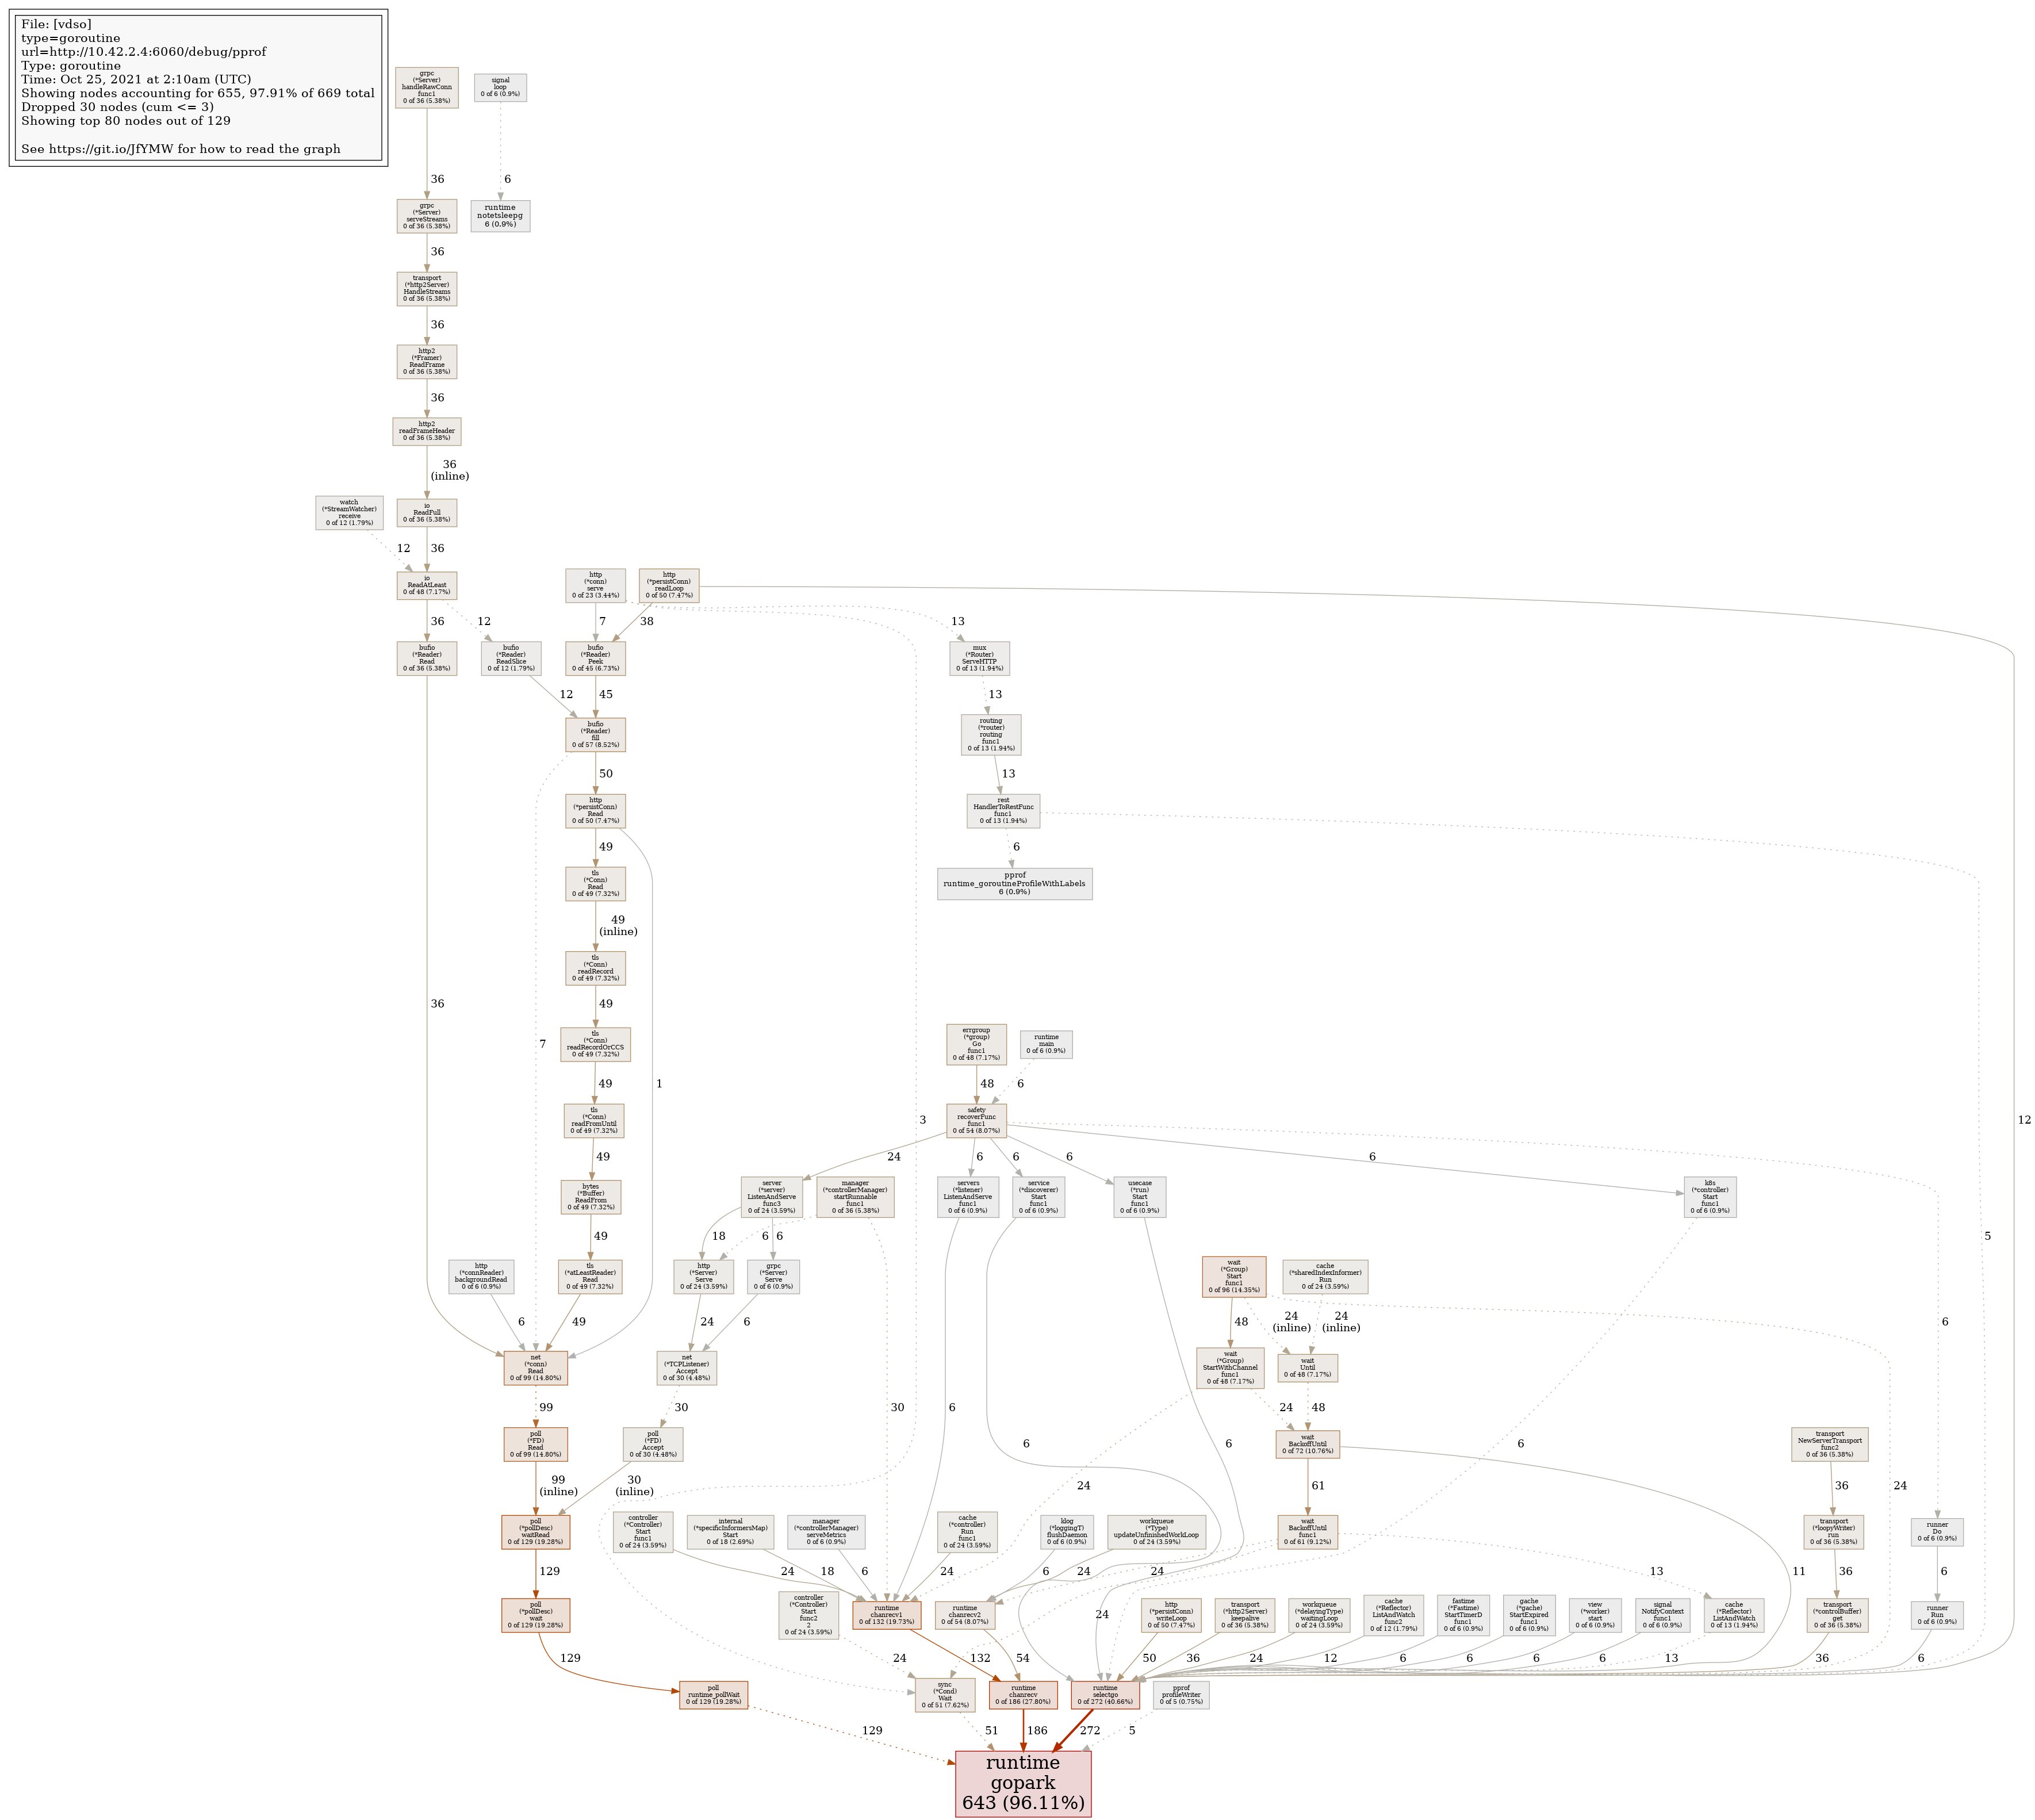 File: [vdso]
type=goroutine
url=http://10.42.2.4:6060/debug/pprof
Type: goroutine
Time: Oct 25, 2021 at 2:10am (UTC)
Showing nodes accounting for 655, 97.91% of 669 total
Dropped 30 nodes (cum <= 3)
Showing top 80 nodes out of 129
See https://git.io/JfYMW for how to read the graph
grpc
(*Server)
handleRawConn
func1
0 of 36 (5.38%)
signal
loop
0 of 6 (0.9%)
36
6
grpc
(*Server)
serveStreams
0 of 36 (5.38%)
runtime
notetsleepg
6 (0.9%)
36
transport
(*http2Server)
HandleStreams
0 of 36 (5.38%)
36
http2
(*Framer)
ReadFrame
0 of 36 (5.38%)
36
http2
readFrameHeader
0 of 36 (5.38%)
36
(inline)
watch
(*StreamWatcher)
receive
0 of 12 (1.79%)
io
ReadFull
0 of 36 (5.38%)
12
36
io
ReadAtLeast
0 of 48 (7.17%)
http
(*conn)
serve
0 of 23 (3.44%)
http
(*persistConn)
readLoop
0 of 50 (7.47%)
36
12
7
38
13
bufio
(*Reader)
Read
0 of 36 (5.38%)
bufio
(*Reader)
ReadSlice
0 of 12 (1.79%)
bufio
(*Reader)
Peek
0 of 45 (6.73%)
mux
(*Router)
ServeHTTP
0 of 13 (1.94%)
12
45
13
bufio
(*Reader)
fill
0 of 57 (8.52%)
routing
(*router)
routing
func1
0 of 13 (1.94%)
50
13
http
(*persistConn)
Read
0 of 50 (7.47%)
rest
HandlerToRestFunc
func1
0 of 13 (1.94%)
49
6
tls
(*Conn)
Read
0 of 49 (7.32%)
pprof
runtime_goroutineProfileWithLabels
6 (0.9%)
49
(inline)
tls
(*Conn)
readRecord
0 of 49 (7.32%)
36
49
7
tls
(*Conn)
readRecordOrCCS
0 of 49 (7.32%)
errgroup
(*group)
Go
func1
0 of 48 (7.17%)
runtime
main
0 of 6 (0.9%)
49
1
48
6
tls
(*Conn)
readFromUntil
0 of 49 (7.32%)
3
safety
recoverFunc
func1
0 of 54 (8.07%)
12
49
24
6
6
6
6
bytes
(*Buffer)
ReadFrom
0 of 49 (7.32%)
server
(*server)
ListenAndServe
func3
0 of 24 (3.59%)
manager
(*controllerManager)
startRunnable
func1
0 of 36 (5.38%)
servers
(*listener)
ListenAndServe
func1
0 of 6 (0.9%)
service
(*discoverer)
Start
func1
0 of 6 (0.9%)
usecase
(*run)
Start
func1
0 of 6 (0.9%)
k8s
(*controller)
Start
func1
0 of 6 (0.9%)
49
18
6
6
5
http
(*connReader)
backgroundRead
0 of 6 (0.9%)
tls
(*atLeastReader)
Read
0 of 49 (7.32%)
http
(*Server)
Serve
0 of 24 (3.59%)
grpc
(*Server)
Serve
0 of 6 (0.9%)
wait
(*Group)
Start
func1
0 of 96 (14.35%)
cache
(*sharedIndexInformer)
Run
0 of 24 (3.59%)
6
49
24
6
48
24
(inline)
24
(inline)
6
net
(*conn)
Read
0 of 99 (14.80%)
net
(*TCPListener)
Accept
0 of 30 (4.48%)
wait
(*Group)
StartWithChannel
func1
0 of 48 (7.17%)
wait
Until
0 of 48 (7.17%)
99
30
30
6
24
48
poll
(*FD)
Read
0 of 99 (14.80%)
poll
(*FD)
Accept
0 of 30 (4.48%)
6
6
6
wait
BackoffUntil
0 of 72 (10.76%)
transport
NewServerTransport
func2
0 of 36 (5.38%)
99
(inline)
30
(inline)
24
61
36
24
poll
(*pollDesc)
waitRead
0 of 129 (19.28%)
controller
(*Controller)
Start
func1
0 of 24 (3.59%)
internal
(*specificInformersMap)
Start
0 of 18 (2.69%)
manager
(*controllerManager)
serveMetrics
0 of 6 (0.9%)
cache
(*controller)
Run
func1
0 of 24 (3.59%)
klog
(*loggingT)
flushDaemon
0 of 6 (0.9%)
workqueue
(*Type)
updateUnfinishedWorkLoop
0 of 24 (3.59%)
wait
BackoffUntil
func1
0 of 61 (9.12%)
transport
(*loopyWriter)
run
0 of 36 (5.38%)
runner
Do
0 of 6 (0.9%)
129
24
18
6
24
6
24
24
13
11
36
6
poll
(*pollDesc)
wait
0 of 129 (19.28%)
controller
(*Controller)
Start
func2
2
0 of 24 (3.59%)
runtime
chanrecv1
0 of 132 (19.73%)
runtime
chanrecv2
0 of 54 (8.07%)
24
http
(*persistConn)
writeLoop
0 of 50 (7.47%)
transport
(*http2Server)
keepalive
0 of 36 (5.38%)
workqueue
(*delayingType)
waitingLoop
0 of 24 (3.59%)
cache
(*Reflector)
ListAndWatch
func2
0 of 12 (1.79%)
fastime
(*Fastime)
StartTimerD
func1
0 of 6 (0.9%)
gache
(*gache)
StartExpired
func1
0 of 6 (0.9%)
view
(*worker)
start
0 of 6 (0.9%)
signal
NotifyContext
func1
0 of 6 (0.9%)
cache
(*Reflector)
ListAndWatch
0 of 13 (1.94%)
transport
(*controlBuffer)
get
0 of 36 (5.38%)
runner
Run
0 of 6 (0.9%)
129
24
132
54
50
36
24
12
6
6
6
6
13
36
6
poll
runtime_pollWait
0 of 129 (19.28%)
sync
(*Cond)
Wait
0 of 51 (7.62%)
runtime
chanrecv
0 of 186 (27.80%)
runtime
selectgo
0 of 272 (40.66%)
pprof
profileWriter
0 of 5 (0.75%)
129
51
186
272
5
runtime
gopark
643 (96.11%)